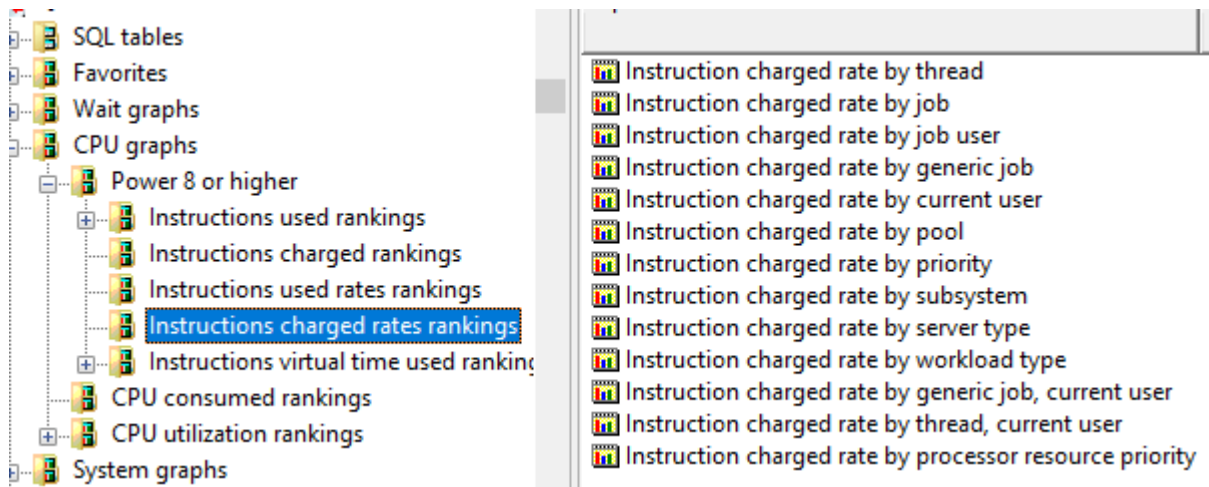 SQL tables
Favorites
Wait graphs
CPU graphs
Power 8 or higher
Instructions used rankings
Instructions charged rankings
Instructions used rates rankings
Instructions charged rates rankings
Instructions virtual time used ranking
CPU consumed rankings
CPU utilization rankings
System graphs
Instruction charged rate by thread
Instruction charged rate by job
Instruction charged rate by job user
Instruction charged rate by generic job
Instruction charged rate by current user
Instruction charged rate by pool
Instruction charged rate by priority
Instruction charged rate by subsystem
Instruction charged rate by server type
Instruction charged rate by workload type
Instruction charged rate by generic job, current user
Instruction charged rate by thread, current user
Instruction charged rate by processor resource priority